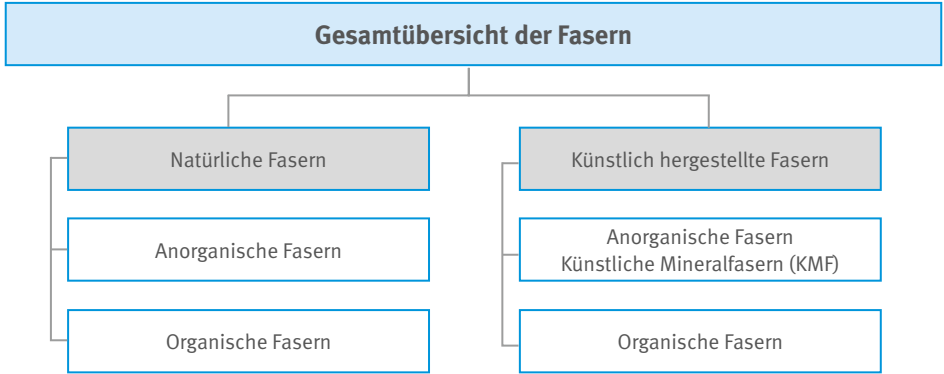 Gesamtübersicht der Fasern
Natürliche Fasern
Anorganische Fasern
Organische Fasern
Künstlich hergestellte Fasern
Anorganische Fasern
Künstliche Mineralfasern (KMF)
Organische Fasern